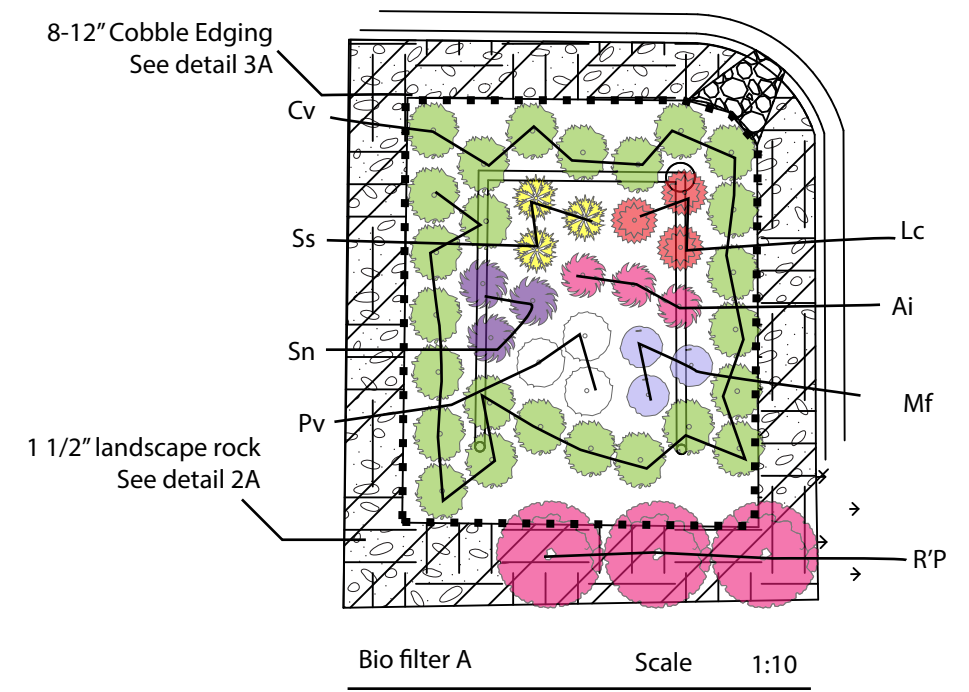 8-12” Cobble Edging
See detail 3A
Cv
Ss
Lc
Ai
Sn
Mf
Pv
1 1/2” landscape rock
See detail 2A
R’P
Bio filter A Scale 1:10